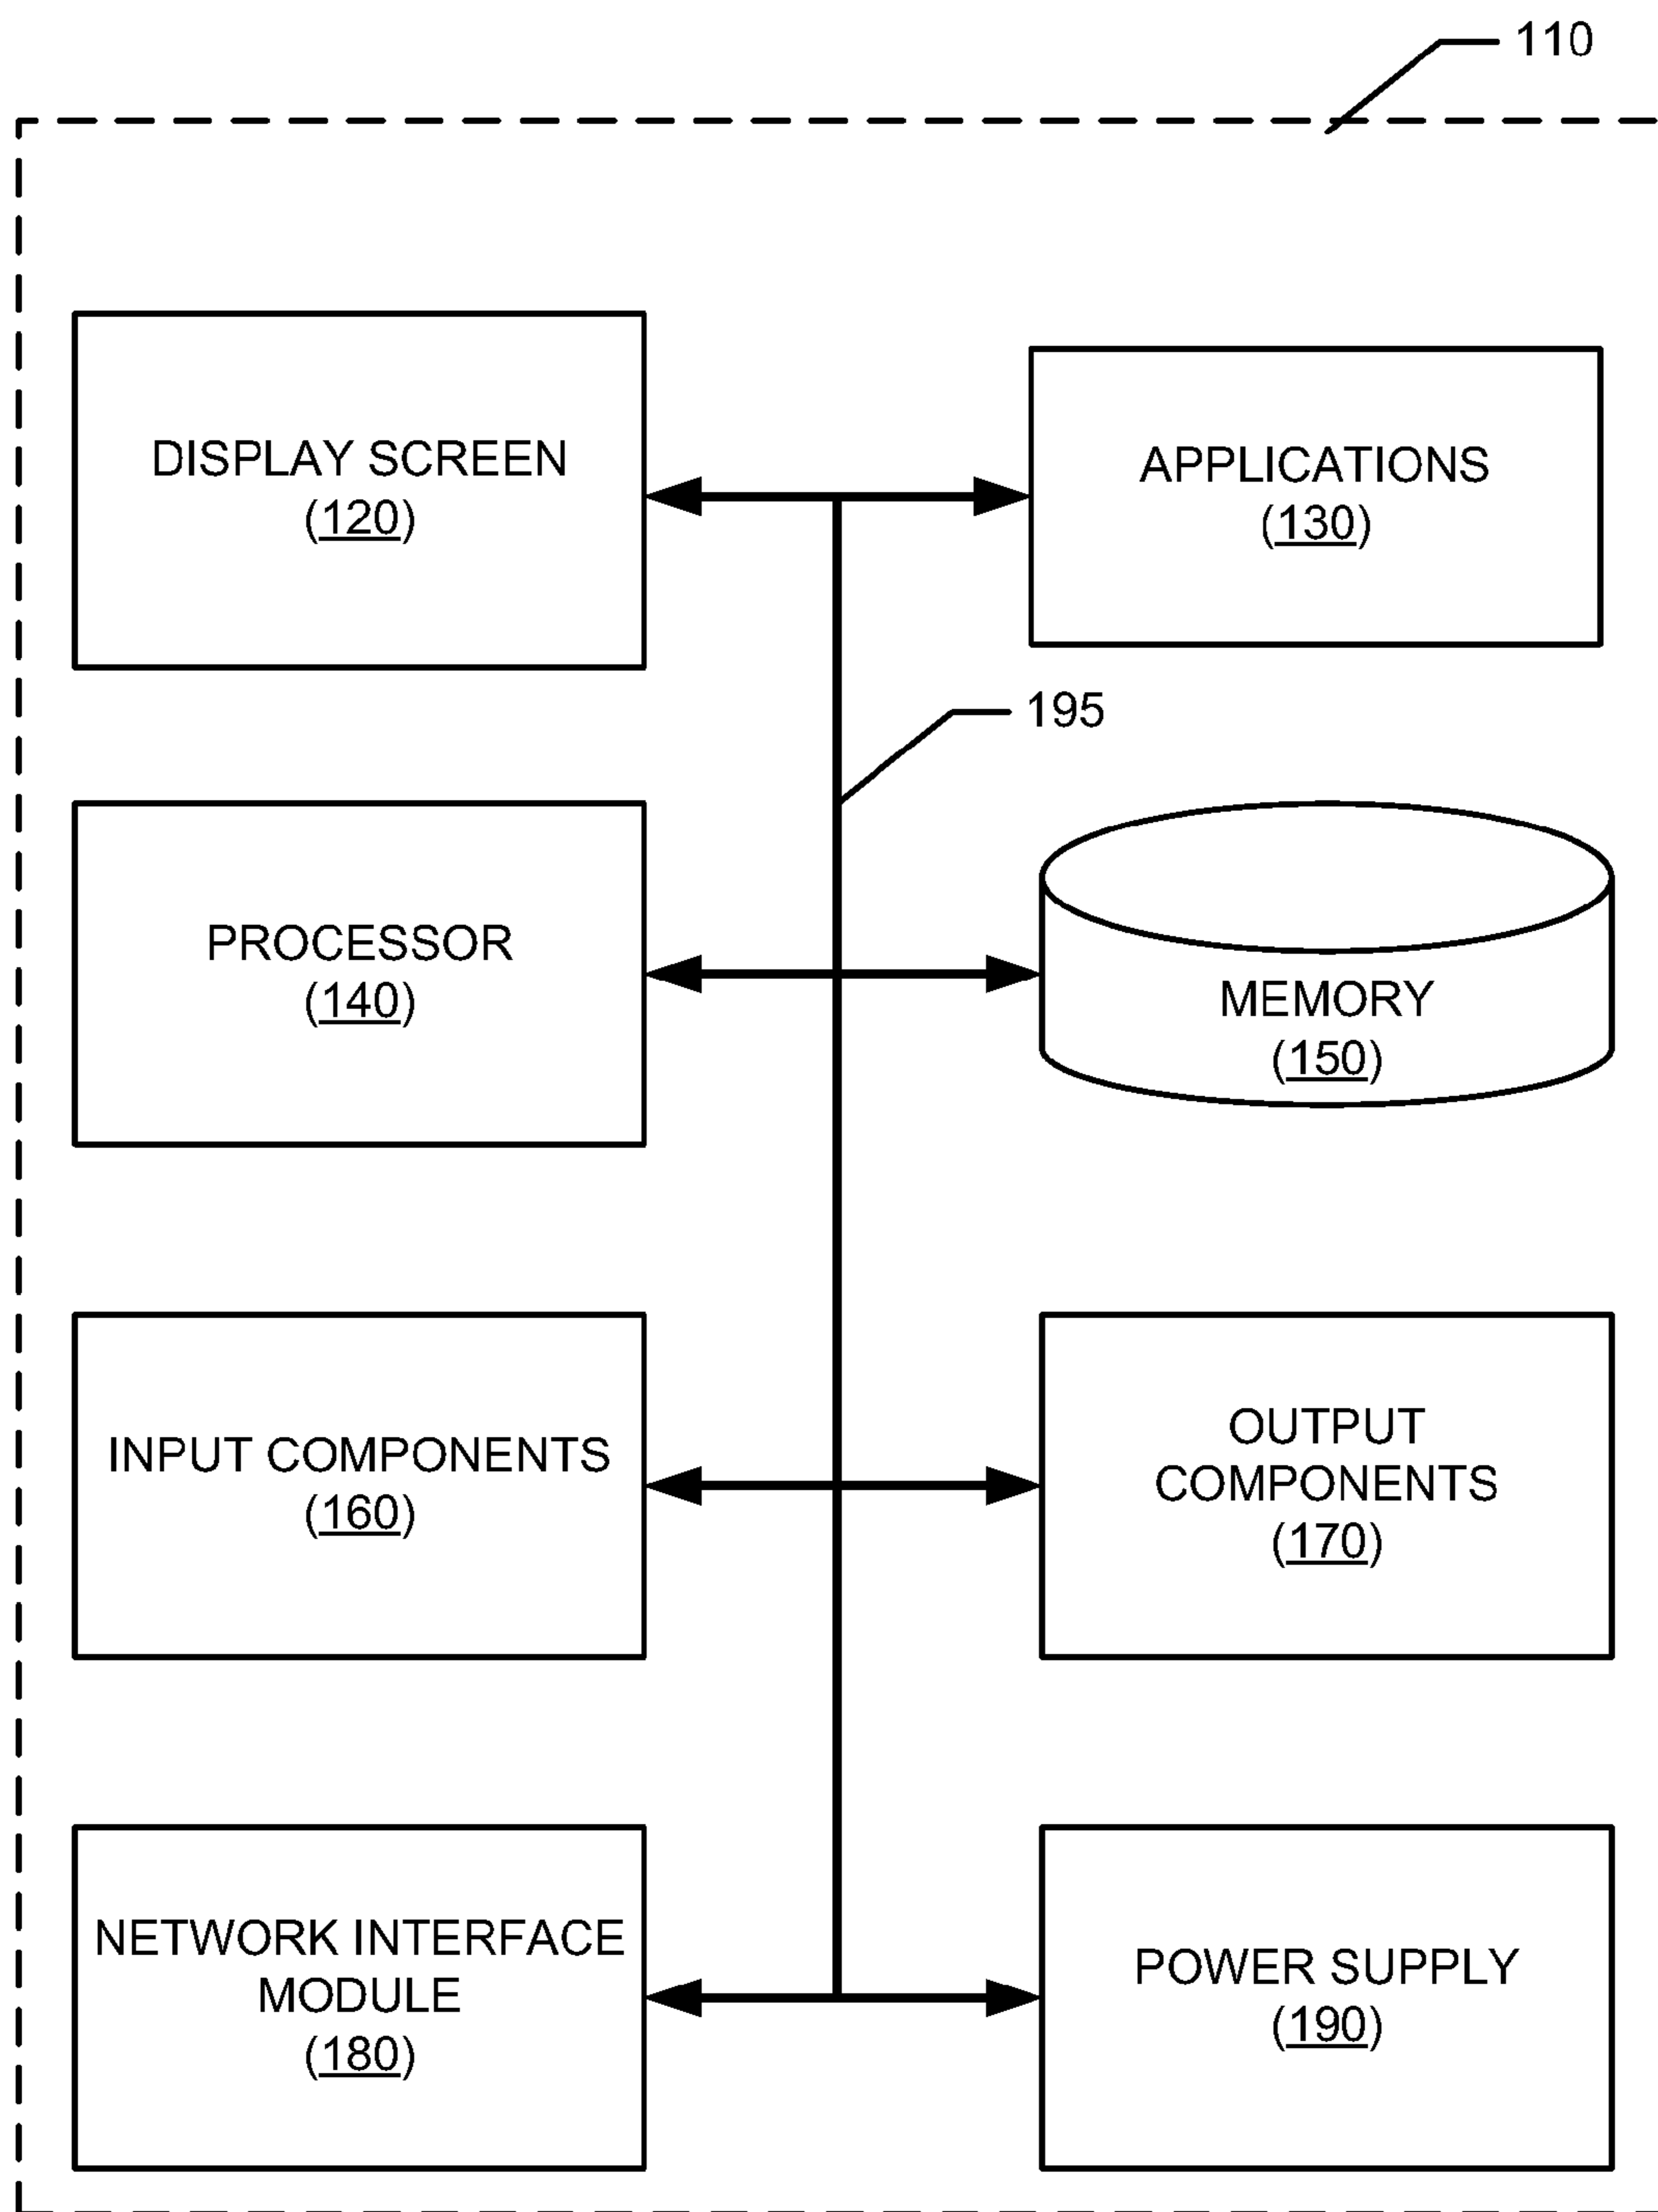 110
DISPLAY SCREEN
(120)
APPLICATIONS
(130)
195
PROCESSOR
(140)
MEMORY
(150)
INPUT COMPONENTS
(160)
OUTPUT
COMPONENTS
(170)
NETWORK INTERFACE
MODULE
(180)
POWER SUPPLY
(190)